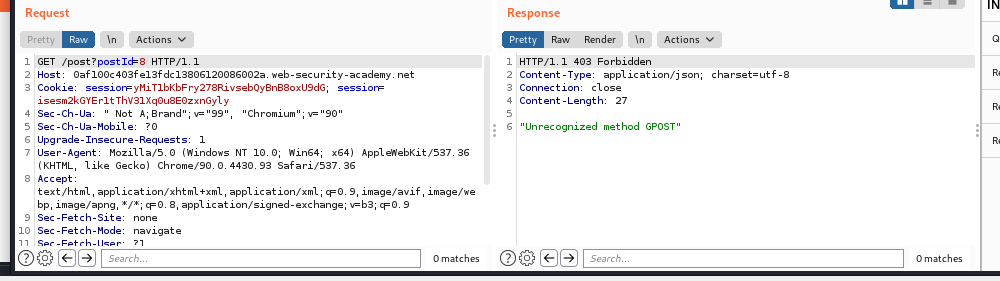 Request
Pretty Raw \n Actions
1 GET /post?postId=8 HTTP/1.1
2 Host: 0af100c403fe13fdc13806120086002a.web-security-academy.net
3 Cookie: session=yMiT1bKbFry278RivsebQyBnB8oxU9dG; session=
isesm2kGYEr1tThV31Xq0u8E0zxnGyly
4 Sec-Ch-Ua: " Not A;Brand";v="99", "Chromium";v="90"
5 Sec-Ch-Ua-Mobile: ?0
6 Upgrade-Insecure-Requests: 1
7 User-Agent: Mozilla/5.0 (Windows NT 10.0; Win64; x64) AppleWebKit/537.36
(KHTML, like Gecko) Chrome/90.0.4430.93 Safari/537.36
8 Accept:
text/html,application/xhtml+xml,application/xml;q=0.9,image/avif,image/we
bp,image/apng,*/*;q=0.8,application/signed-exchange;v=b3;q=0.9
9 Sec-Fetch-Site: none
10 Sec-Fetch-Mode: navigate
11 Sec-Fetch-User: ?1
Search... 0 matches
Response
Pretty Raw Render \n Actions
1 HTTP/1.1 403 Forbidden
2 Content-Type: application/json; charset=utf-8
3 Connection: close
4 Content-Length: 27
5
6 "Unrecognized method GPOST"
Search... 0 matches
IN
Q
Re
Re